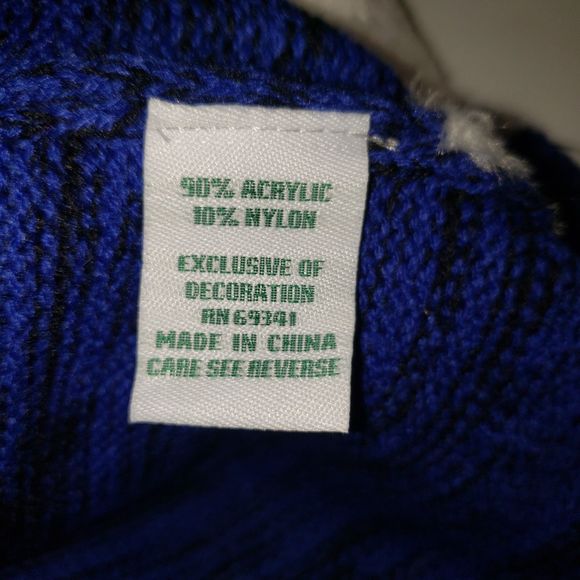 90% ACRYLIC
10% NYLON
EXCLUSIVE OF
DECORATION
RN 69341
MADE IN CHINA
CARE SEE REVERSE